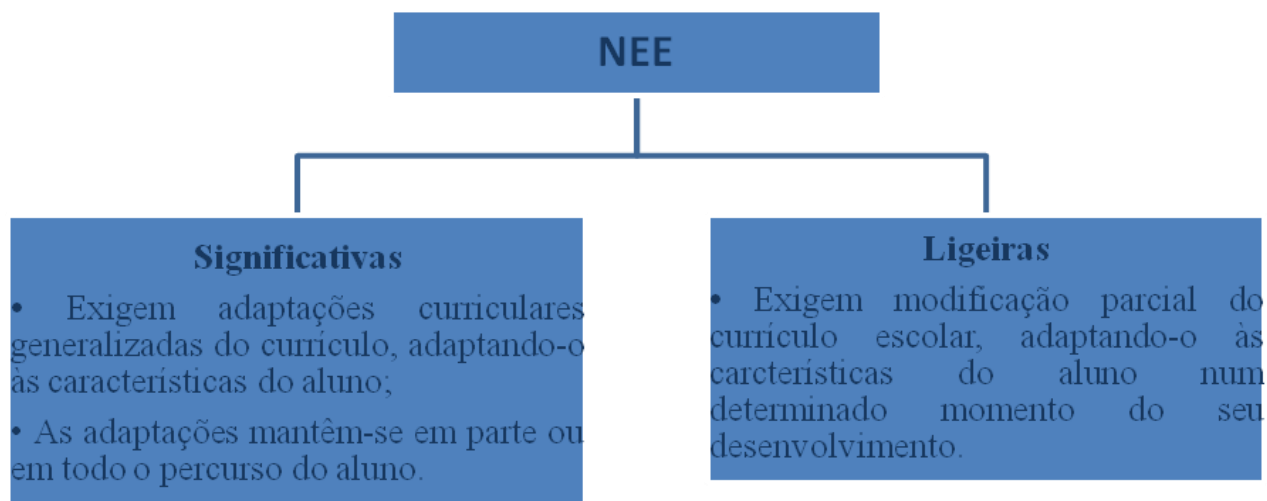 NEE
Significativas
• Exigem adaptações curriculares
generalizadas do currículo, adaptando-o
às características do aluno;
• As adaptações mantêm-se em parte ou
em todo o percurso do aluno.
Ligeiras
• Exigem modificação parcial do
currículo escolar, adaptando-o às
carcterísticas do aluno num
determinado momento do seu
desenvolvimento.